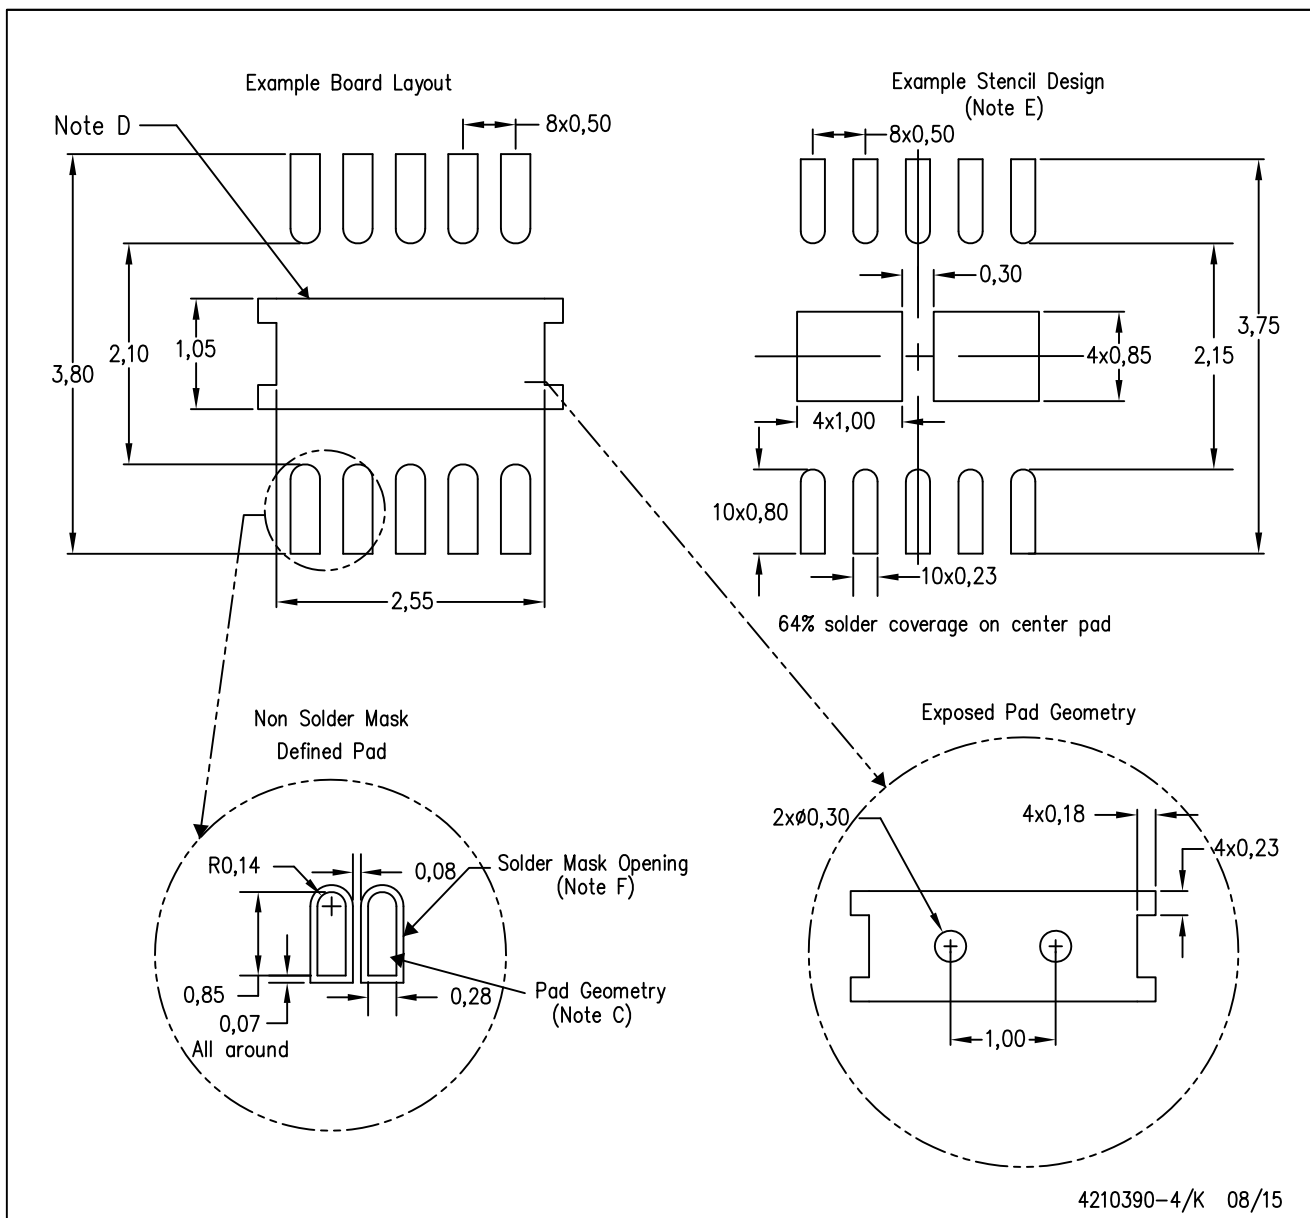 Example Board Layout
Note D
8x0,50
3,80
2,10
1,05
2,55
Example Stencil Design
(Note E)
8x0,50
0,30
4x0,85
2,15
3,75
4x1,00
10x0,80
10x0,23
64% solder coverage on center pad
Non Solder Mask
Defined Pad
R0,14
0,08
Solder Mask Opening
(Note F)
0,85
0,07
All around
0,28
Pad Geometry
(Note C)
Exposed Pad Geometry
2xø0,30
4x0,18
4x0,23
1,00
4210390-4/K 08/15